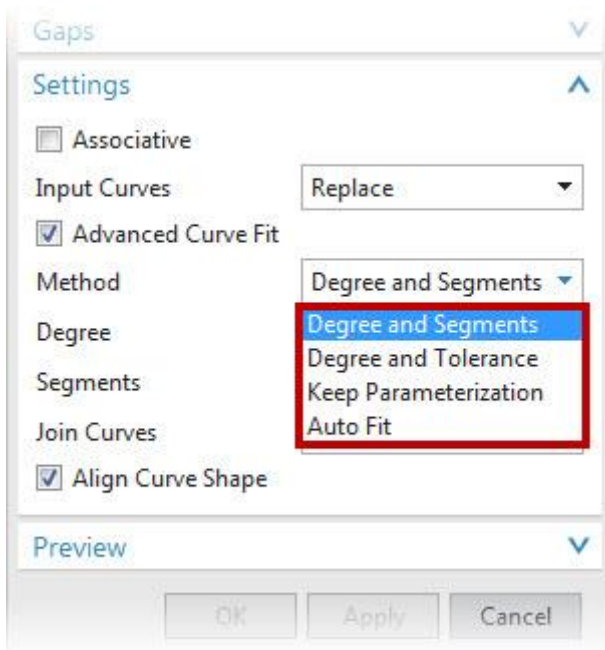 Gaps
Settings
Associative
Input Curves Replace
Advanced Curve Fit
Method Degree and Segments
Degree Degree and Segments
Degree and Tolerance
Segments Keep Parameterization
Join Curves Auto Fit
Align Curve Shape
Preview
OK Apply Cancel